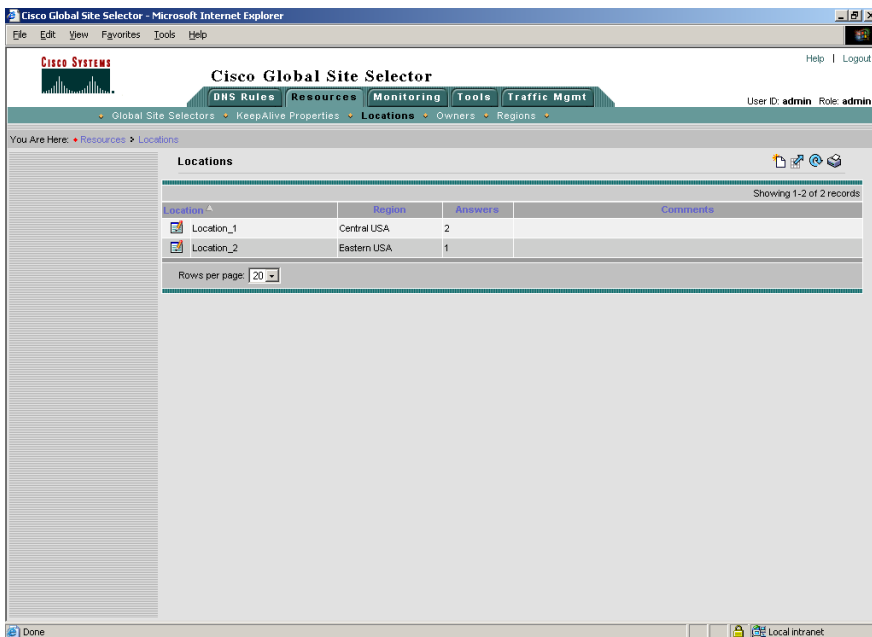 Cisco Global Site Selector - Microsoft Internet Explorer
File Edit View Favorites Tools Help
CISCO SYSTEMS
Help | Logout
Cisco Global Site Selector
DNS Rules Resources Monitoring Tools Traffic Mgmt
User ID: admin Role: admin
Global Site Selectors KeepAlive Properties Locations Owners Regions
You Are Here: Resources > Locations
Locations
Showing 1-2 of 2 records
Location Region Answers Comments
Location_1 Central USA 2
Location_2 Eastern USA 1
Rows per page: 20
Done Local intranet